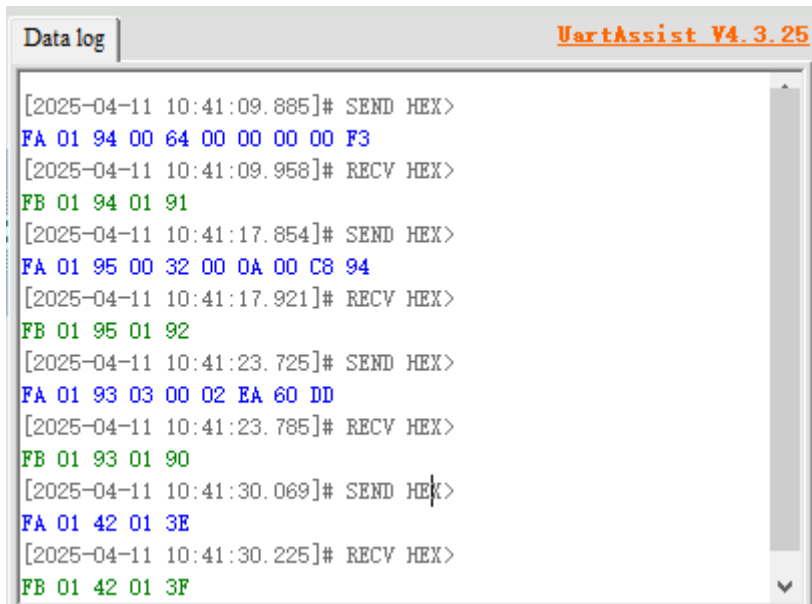 Data log
UartAssist V4.3.25
[2025-04-11 10:41:09.885]# SEND HEX>
FA 01 94 00 64 00 00 00 00 F3
[2025-04-11 10:41:09.958]# RECV HEX>
FB 01 94 01 91
[2025-04-11 10:41:17.854]# SEND HEX>
FA 01 95 00 32 00 0A 00 C8 94
[2025-04-11 10:41:17.921]# RECV HEX>
FB 01 95 01 92
[2025-04-11 10:41:23.725]# SEND HEX>
FA 01 93 03 00 02 EA 60 DD
[2025-04-11 10:41:23.785]# RECV HEX>
FB 01 93 01 90
[2025-04-11 10:41:30.069]# SEND HEX>
FA 01 42 01 3E
[2025-04-11 10:41:30.225]# RECV HEX>
FB 01 42 01 3F